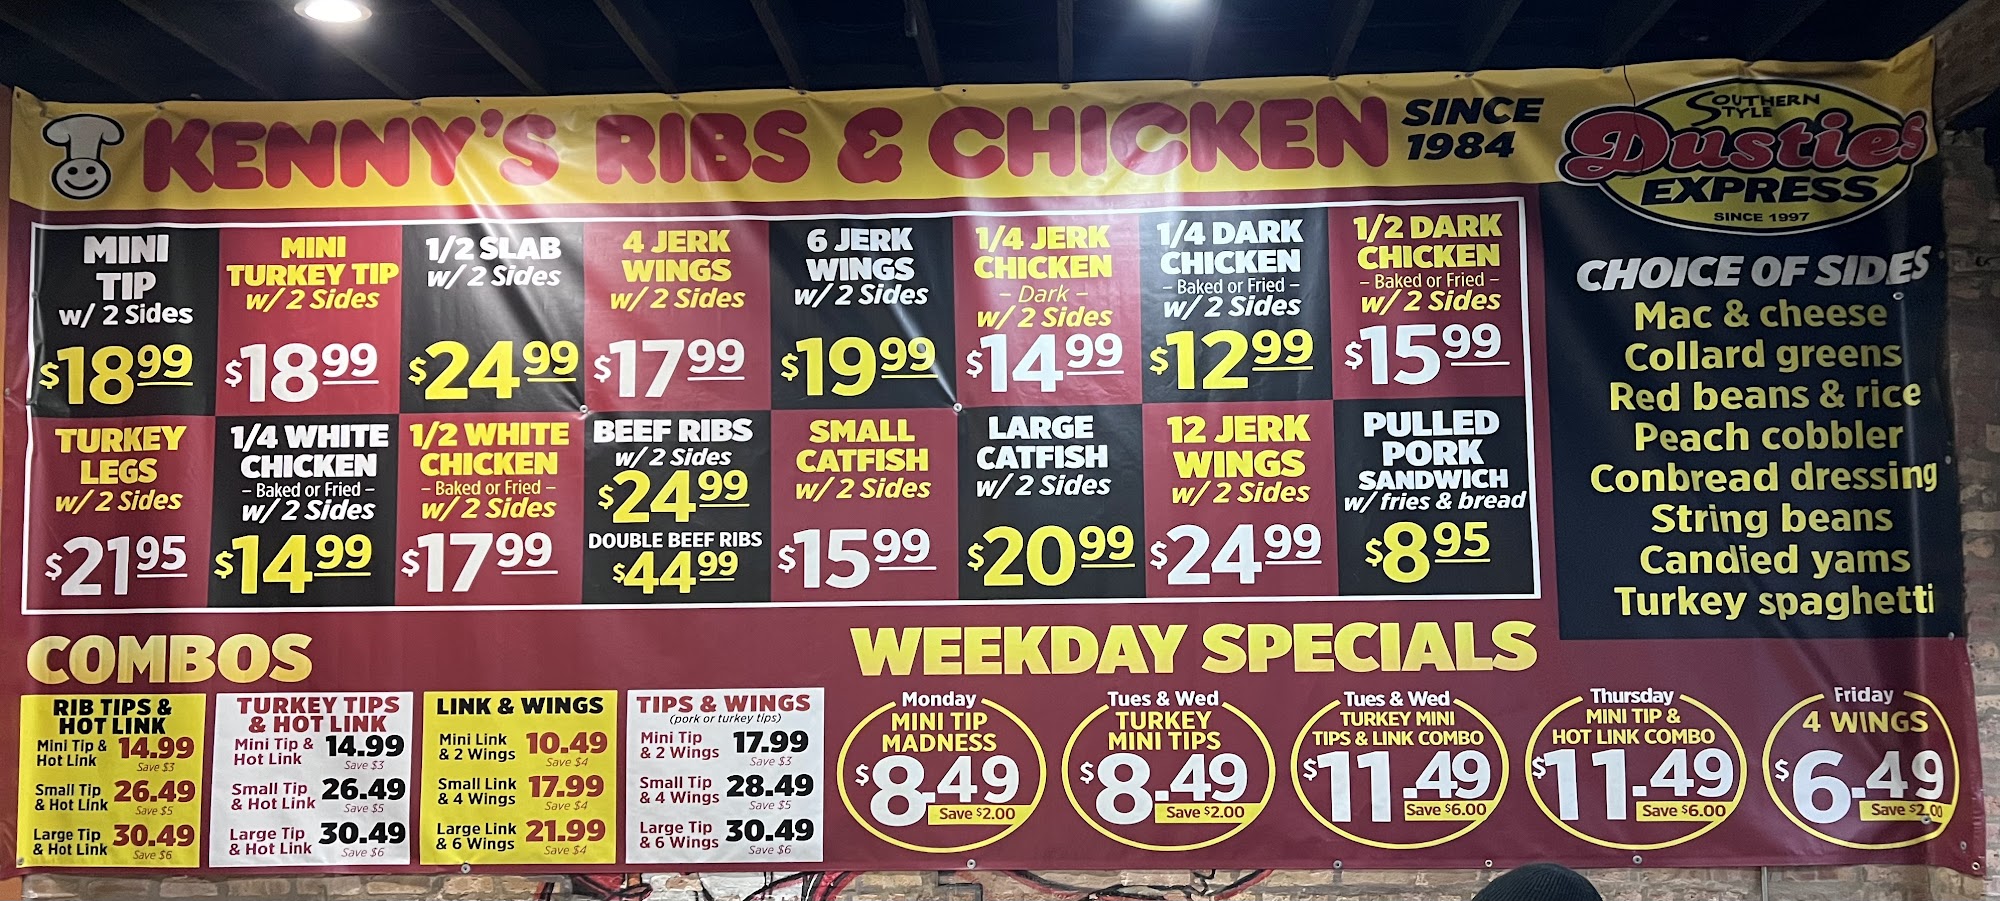 KENNY'S RIBS & CHICKEN
SINCE
1984
SOUTHERN
STYLE
Dusties
EXPRESS
SINCE 1997
MINI
TIP
w/ 2 Sides
$18.99
MINI
TURKEY TIP
w/ 2 Sides
$18.99
1/2 SLAB
w/ 2 Sides
$24.99
4 JERK
WINGS
w/ 2 Sides
$17.99
6 JERK
WINGS
w/ 2 Sides
$19.99
1/4 JERK
CHICKEN
– Dark –
w/ 2 Sides
$14.99
1/4 DARK
CHICKEN
– Baked or Fried –
w/ 2 Sides
$12.99
1/2 DARK
CHICKEN
– Baked or Fried –
w/ 2 Sides
$15.99
TURKEY
LEGS
w/ 2 Sides
$21.95
1/4 WHITE
CHICKEN
– Baked or Fried –
w/ 2 Sides
$14.99
1/2 WHITE
CHICKEN
– Baked or Fried –
w/ 2 Sides
$17.99
BEEF RIBS
w/ 2 Sides
$24.99
DOUBLE BEEF RIBS
$44.99
SMALL
CATFISH
w/ 2 Sides
$15.99
LARGE
CATFISH
w/ 2 Sides
$20.99
12 JERK
WINGS
w/ 2 Sides
$24.99
PULLED
PORK
SANDWICH
w/ fries & bread
$8.95
CHOICE OF SIDES
Mac & cheese
Collard greens
Red beans & rice
Peach cobbler
Conbread dressing
String beans
Candied yams
Turkey spaghetti
COMBOS
RIB TIPS &
HOT LINK
Mini Tip &
Hot Link
14.99
Save $3
Small Tip
& Hot Link
26.49
Save $5
Large Tip
& Hot Link
30.49
Save $6
TURKEY TIPS
& HOT LINK
Mini Tip &
Hot Link
14.99
Save $3
Small Tip
& Hot Link
26.49
Save $5
Large Tip
& Hot Link
30.49
Save $6
LINK & WINGS
Mini Link
& 2 Wings
10.49
Save $4
Small Link
& 4 Wings
17.99
Save $4
Large Link
& 6 Wings
21.99
Save $4
TIPS & WINGS
(pork or turkey tips)
Mini Tip
& 2 Wings
17.99
Save $3
Small Tip
& 4 Wings
28.49
Save $5
Large Tip
& 6 Wings
30.49
Save $6
WEEKDAY SPECIALS
Monday
MINI TIP
MADNESS
$8.49
Save $2.00
Tues & Wed
TURKEY
MINI TIPS
$8.49
Save $2.00
Tues & Wed
TURKEY MINI
TIPS & LINK COMBO
$11.49
Save $6.00
Thursday
MINI TIP &
HOT LINK COMBO
$11.49
Save $6.00
Friday
4 WINGS
$6.49
Save $2.00